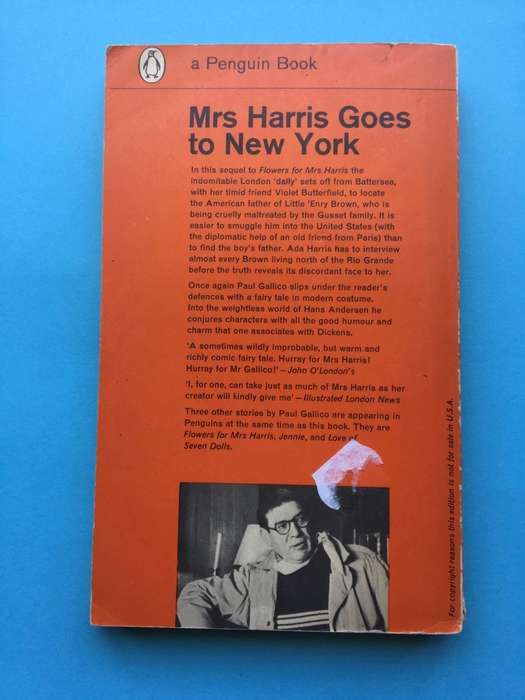 a Penguin Book
Mrs Harris Goes
to New York
In this sequel to Flowers for Mrs Harris the
indomitable London 'daily' sets off from Battersea,
with her timid friend Violet Butterfield, to locate
the American father of Little 'Enry Brown, who is
being cruelly maltreated by the Gusset family. It is
easier to smuggle him into the United States (with
the diplomatic help of an old friend from Paris) than
to find the boy's father. Ada Harris has to interview
almost every Brown living north of the Rio Grande
before the truth reveals its discordant face to her.
Once again Paul Gallico slips under the reader's
defences with a fairy tale in modern costume.
Into the weightless world of Hans Andersen he
conjures characters with all the good humour and
charm that one associates with Dickens.
'A sometimes wildly improbable, but warm and
richly comic fairy tale. Hurray for Mrs Harris!
Hurray for Mr Gallico!' – John O'London's
'I, for one, can take just as much of Mrs Harris as her
creator will kindly give me' – Illustrated London News
Three other stories by Paul Gallico are appearing in
Penguins at the same time as this book. They are
Flowers for Mrs Harris, Jennie, and Love of
Seven Dolls.
For copyright reasons this edition is not for sale in U.S.A.